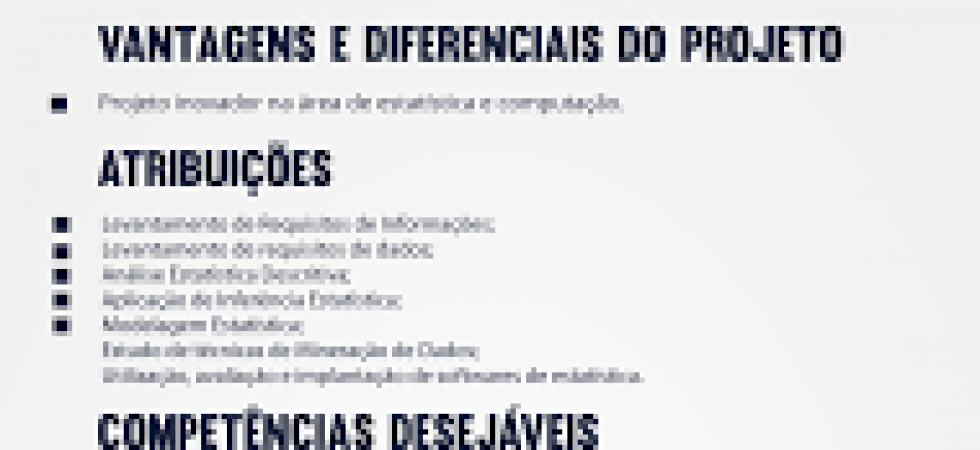 VANTAGENS E DIFERENCIAIS DO PROJETO
Projeto inovador na área de estatística e computação.
ATRIBUIÇÕES
Levantamento de Requisitos de Informações;
Levantamento de requisitos de dados;
Análise Estatística Descritiva;
Aplicação de Inferência Estatística;
Modelagem Estatística;
Estudo de técnicas de Mineração de Dados;
Utilização, avaliação e implantação de softwares de estatística.
COMPETÊNCIAS DESEJÁVEIS